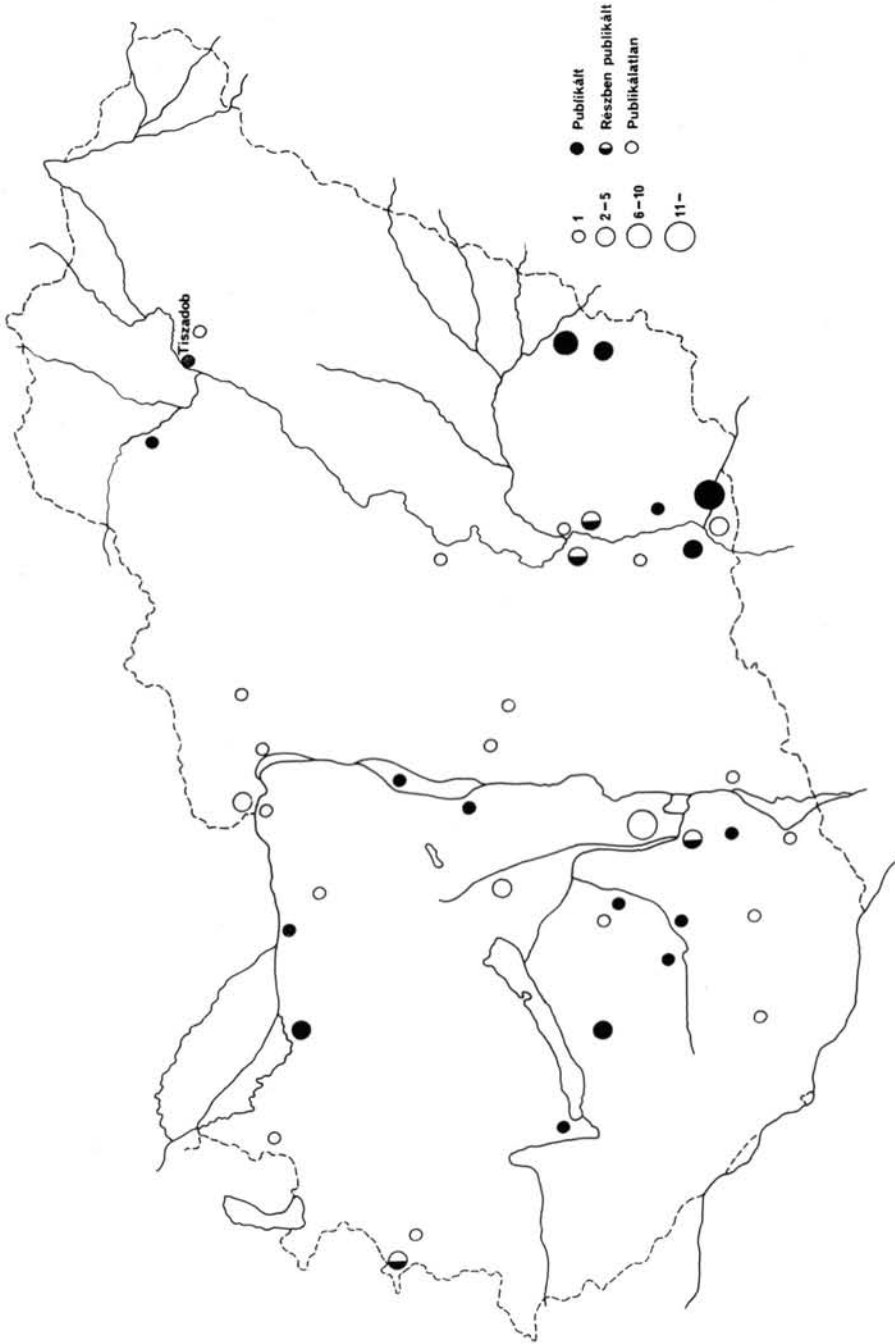 Tiszadob
1
2–5
6–10
11–
Publikált
Részben publikált
Publikálatlan